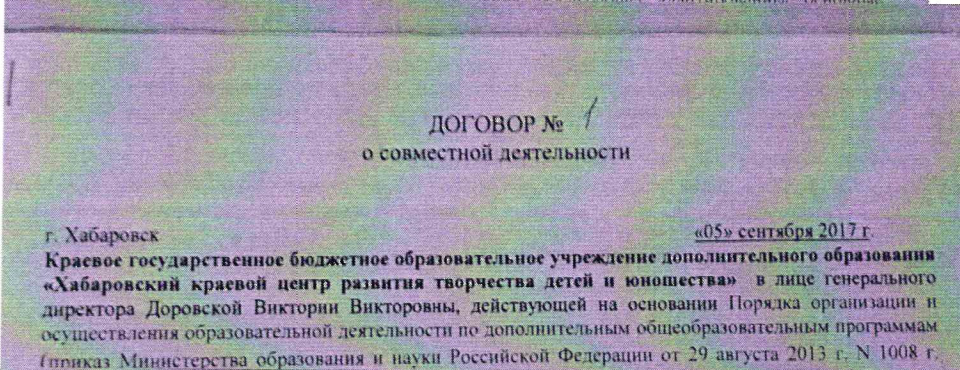 ДОГОВОР № 1
о совместной деятельности
г. Хабаровск «05» сентября 2017 г.
Краевое государственное бюджетное образовательное учреждение дополнительного образования
«Хабаровский краевой центр развития творчества детей и юношества» в лице генерального
директора Доровской Виктории Викторовны, действующей на основании Порядка организации и
осуществления образовательной деятельности по дополнительным общеобразовательным программам
(приказ Министерства образования и науки Российской Федерации от 29 августа 2013 г. N 1008 г.